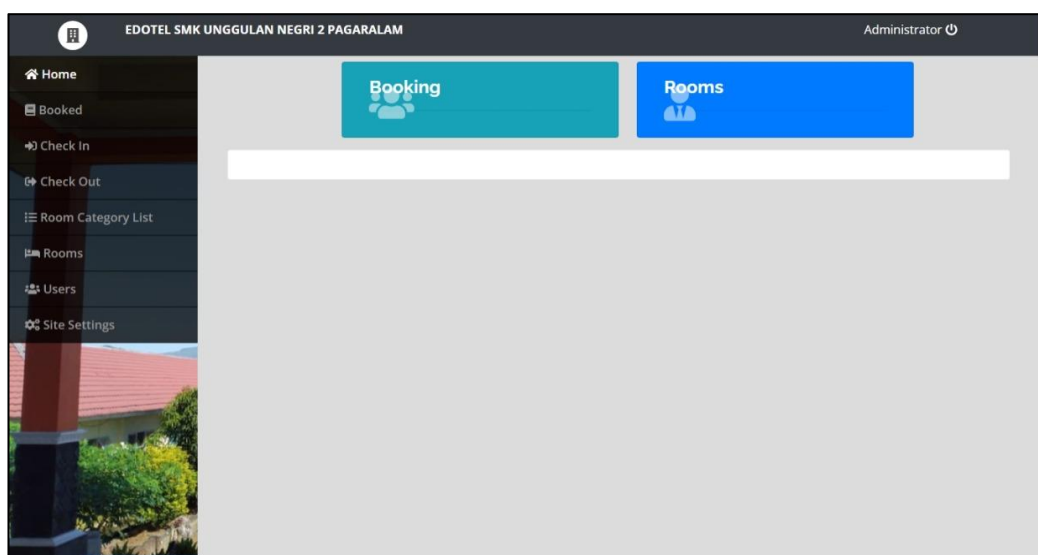 EDOTEL SMK UNGGULAN NEGRI 2 PAGARALAM
Administrator
Home
Booked
Check In
Check Out
Room Category List
Rooms
Users
Site Settings
Booking
Rooms